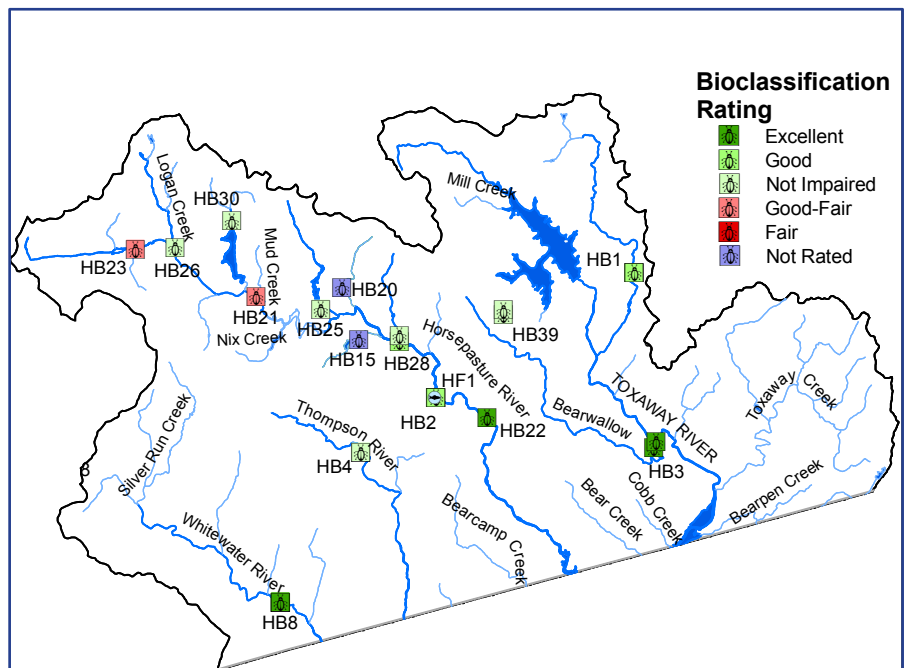 Bioclassification
Rating
Excellent
Good
Not Impaired
Good-Fair
Fair
Not Rated
Logan Creek
HB30
Mud Creek
HB23
HB26
HB21
Nix Creek
HB25
HB20
HB15
HB28
Mill Creek
HB1
HB39
Horsepasture River
HF1
HB2
HB22
Bearwallow
TOXAWAY RIVER
Toxaway Creek
HB3
Thompson River
HB4
Silver Run Creek
8
Whitewater River
HB8
Bearcamp Creek
Bear Creek
Cobb Creek
Bearpen Creek